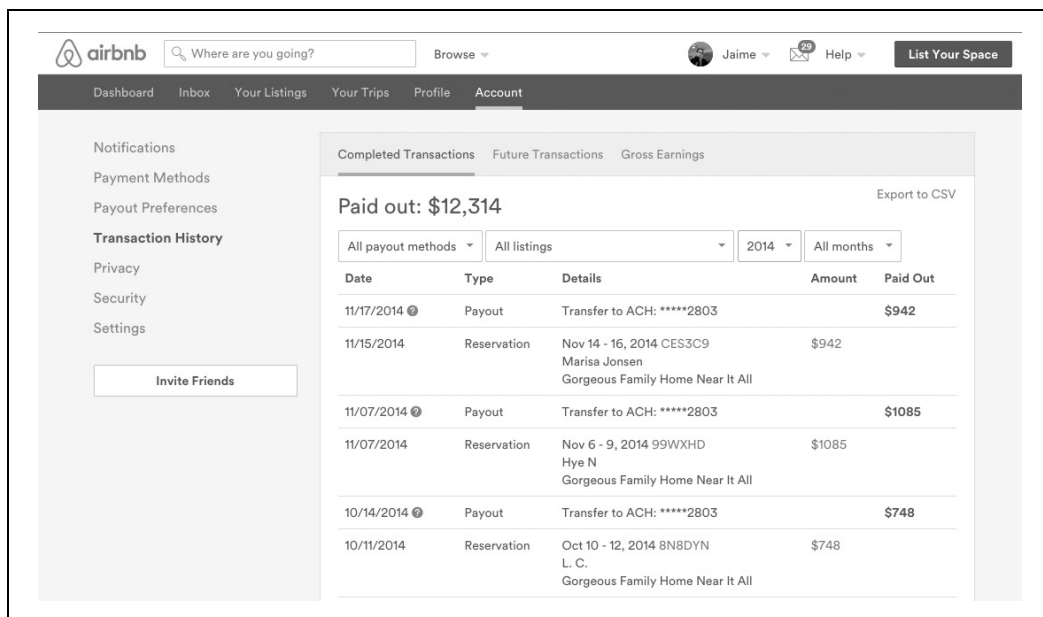 airbnb Where are you going? Browse Jaime 29 Help List Your Space
Dashboard Inbox Your Listings Your Trips Profile Account
Notifications
Payment Methods
Payout Preferences
Transaction History
Privacy
Security
Settings
Invite Friends
Completed Transactions Future Transactions Gross Earnings
Export to CSV
Paid out: $12,314
All payout methods All listings 2014 All months
Date Type Details Amount Paid Out
11/17/2014 ? Payout Transfer to ACH: *****2803 $942
11/15/2014 Reservation Nov 14 - 16, 2014 CES3C9 $942
Marisa Jonsen
Gorgeous Family Home Near It All
11/07/2014 ? Payout Transfer to ACH: *****2803 $1085
11/07/2014 Reservation Nov 6 - 9, 2014 99WXHD $1085
Hye N
Gorgeous Family Home Near It All
10/14/2014 ? Payout Transfer to ACH: *****2803 $748
10/11/2014 Reservation Oct 10 - 12, 2014 8N8DYN $748
L. C.
Gorgeous Family Home Near It All